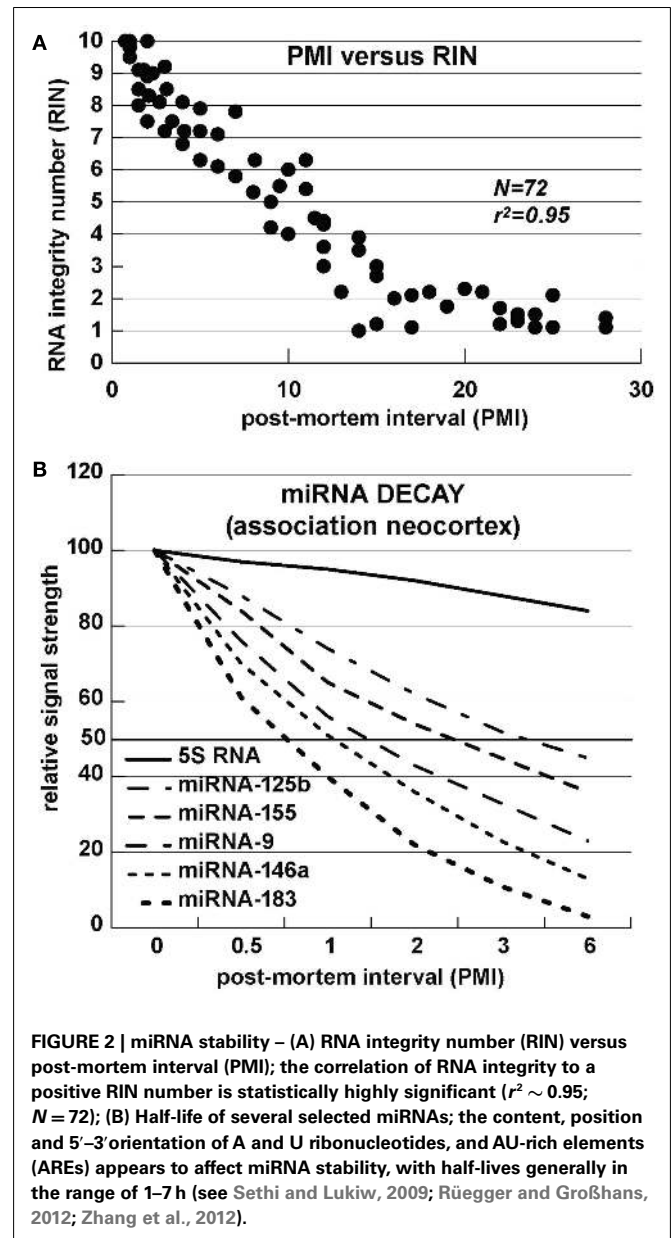 A
PMI versus RIN
RNA integrity number (RIN)
10
9
8
7
6
5
4
3
2
1
0
N=72
r²=0.95
0 10 20 30
post-mortem interval (PMI)
B
miRNA DECAY
(association neocortex)
relative signal strength
120
100
80
60
50
40
20
0
5S RNA
miRNA-125b
miRNA-155
miRNA-9
miRNA-146a
miRNA-183
0 0.5 1 2 3 6
post-mortem interval (PMI)
FIGURE 2 | miRNA stability – (A) RNA integrity number (RIN) versus
post-mortem interval (PMI); the correlation of RNA integrity to a
positive RIN number is statistically highly significant (r² ∼ 0.95;
N = 72); (B) Half-life of several selected miRNAs; the content, position
and 5′–3′orientation of A and U ribonucleotides, and AU-rich elements
(AREs) appears to affect miRNA stability, with half-lives generally in
the range of 1–7 h (see Sethi and Lukiw, 2009; Rüegger and Großhans,
2012; Zhang et al., 2012).